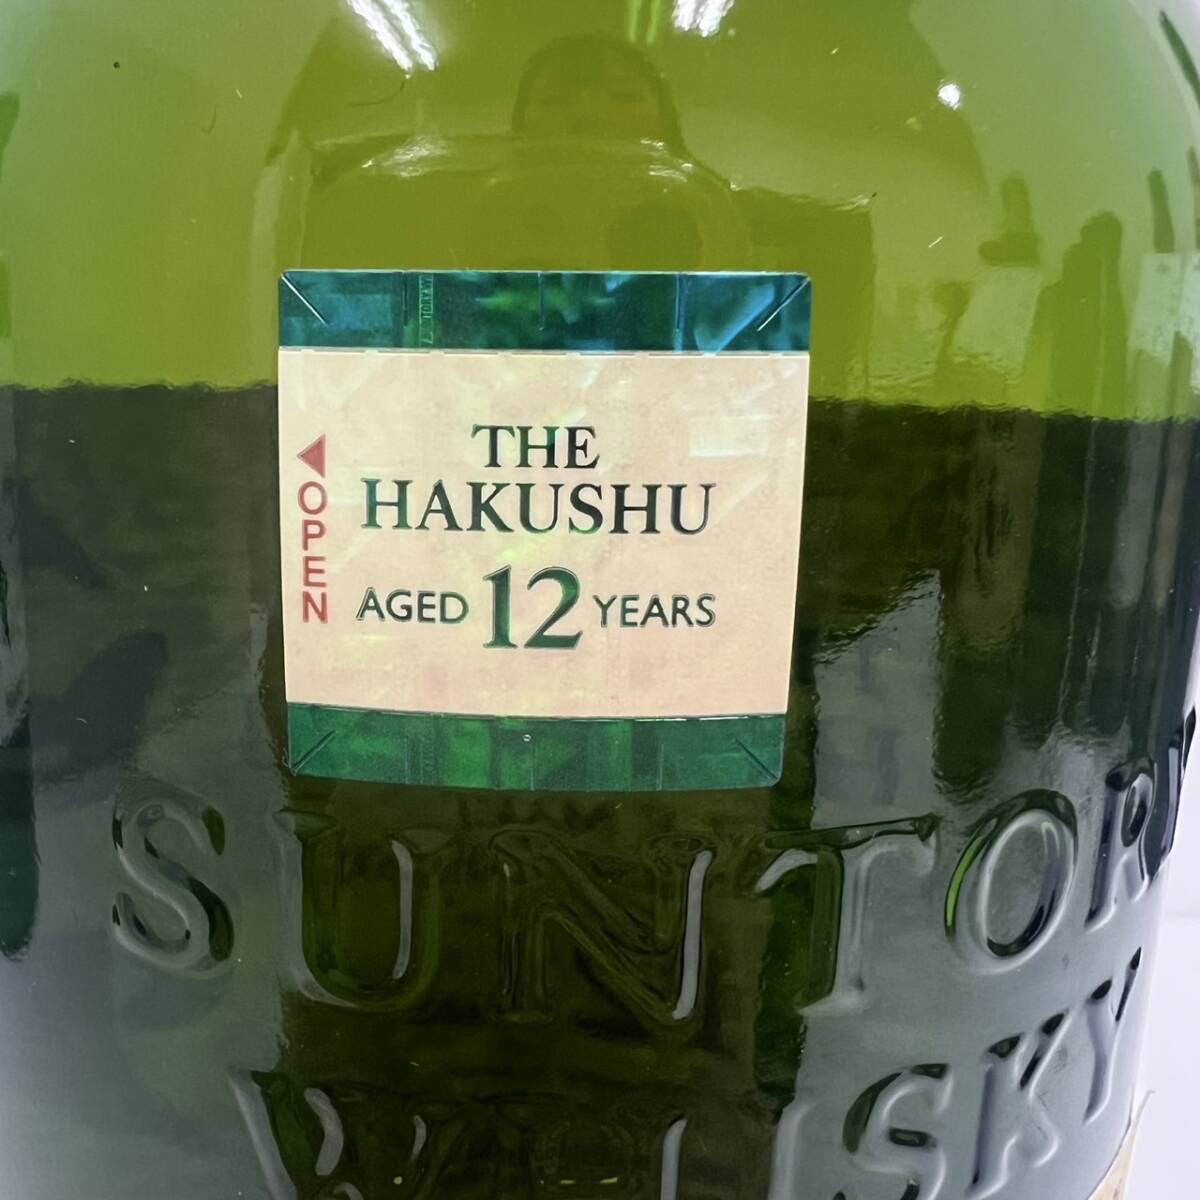 THE
HAKUSHU
AGED 12 YEARS
OPEN
SUNTORY
WHISKY